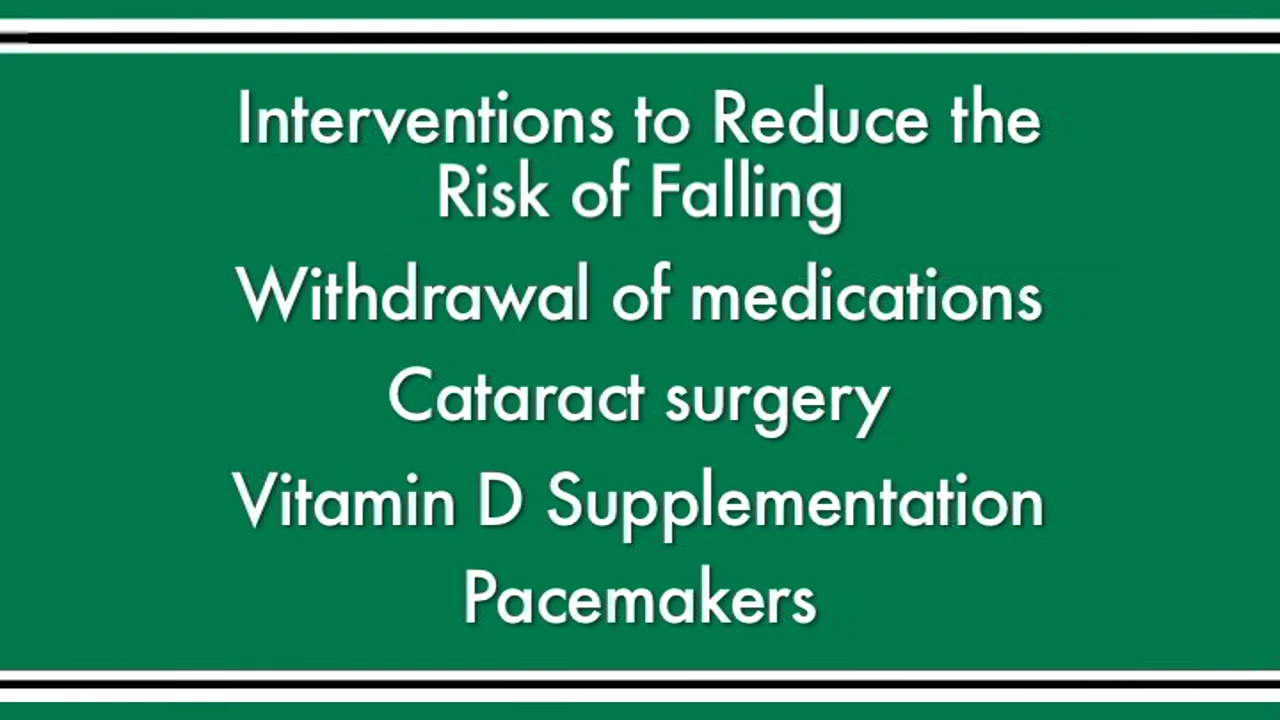 Interventions to Reduce the
Risk of Falling
Withdrawal of medications
Cataract surgery
Vitamin D Supplementation
Pacemakers